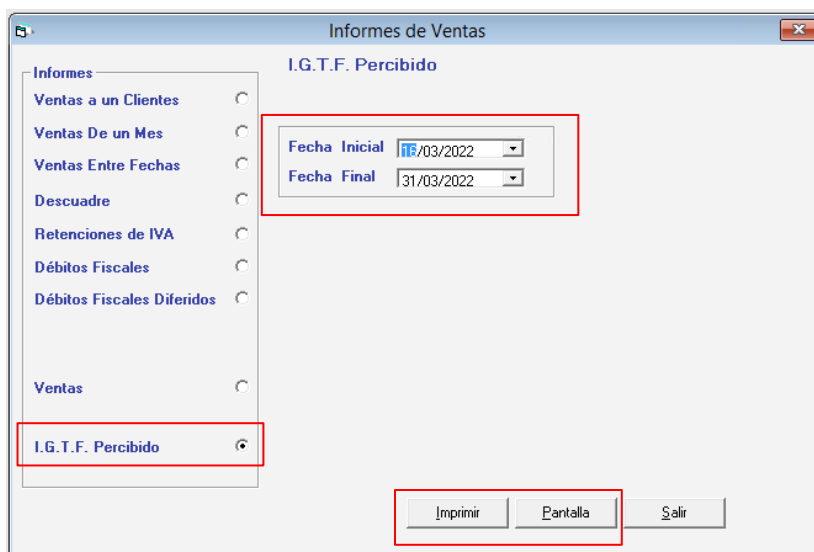 Informes de Ventas
I.G.T.F. Percibido
Informes
Ventas a un Clientes
Ventas De un Mes
Ventas Entre Fechas
Descuadre
Retenciones de IVA
Débitos Fiscales
Débitos Fiscales Diferidos
Ventas
I.G.T.F. Percibido
Fecha Inicial 16/03/2022
Fecha Final 31/03/2022
Imprimir Pantalla Salir